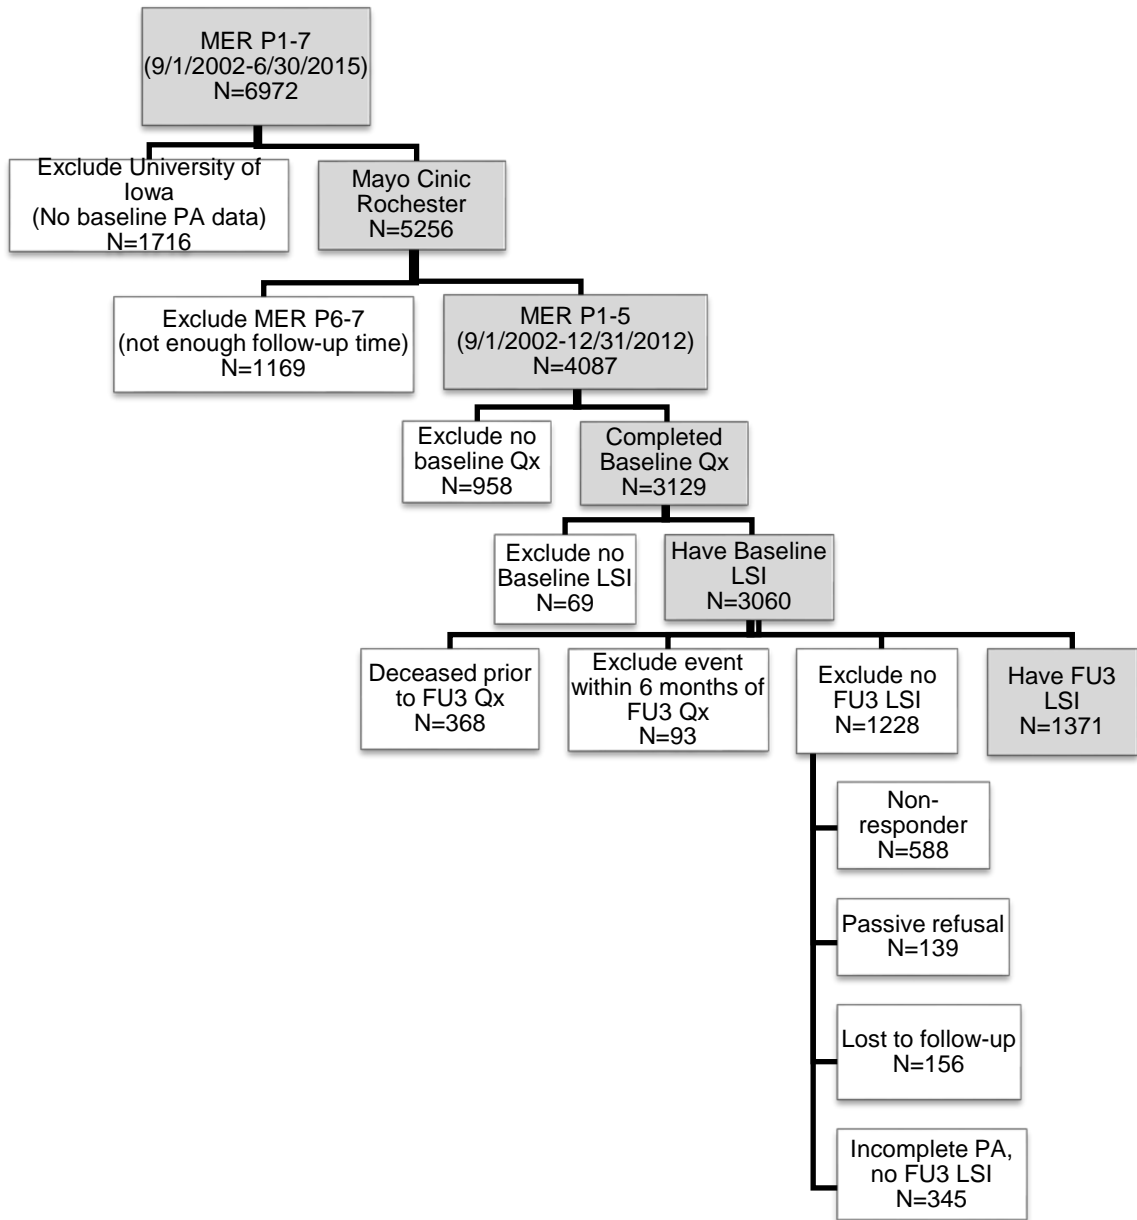 MER P1-7
(9/1/2002-6/30/2015)
N=6972
Exclude University of
Iowa
(No baseline PA data)
N=1716
Mayo Cinic
Rochester
N=5256
Exclude MER P6-7
(not enough follow-up time)
N=1169
MER P1-5
(9/1/2002-12/31/2012)
N=4087
Exclude no
baseline Qx
N=958
Completed
Baseline Qx
N=3129
Exclude no
Baseline LSI
N=69
Have Baseline
LSI
N=3060
Deceased prior
to FU3 Qx
N=368
Exclude event
within 6 months of
FU3 Qx
N=93
Exclude no
FU3 LSI
N=1228
Have FU3
LSI
N=1371
Non-
responder
N=588
Passive refusal
N=139
Lost to follow-up
N=156
Incomplete PA,
no FU3 LSI
N=345